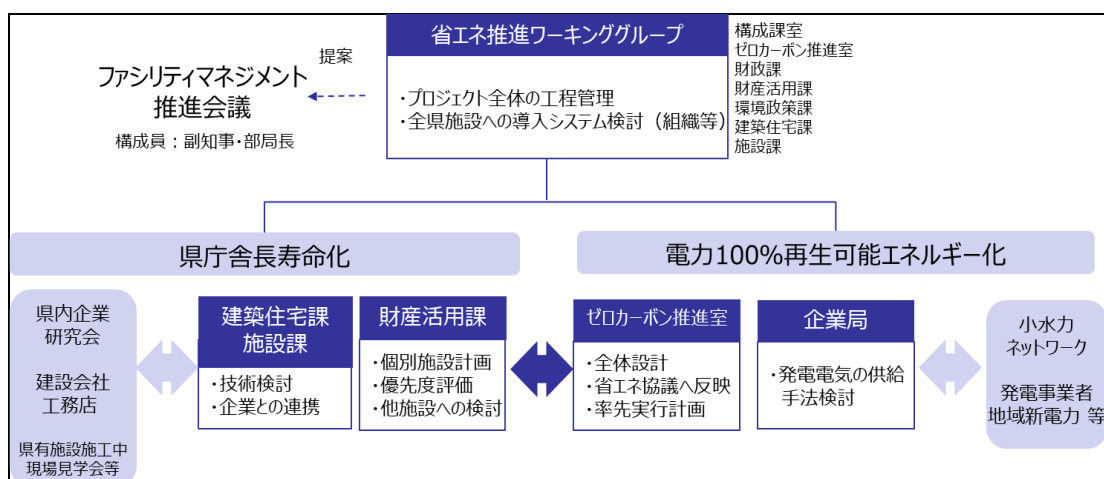 省エネ推進ワーキンググループ
・プロジェクト全体の工程管理
・全県施設への導入システム検討（組織等）
構成課室
ゼロカーボン推進室
財政課
財産活用課
環境政策課
建築住宅課
施設課
提案
ファシリティマネジメント
推進会議
構成員：副知事・部局長
県庁舎長寿命化
電力100%再生可能エネルギー化
県内企業
研究会
建設会社
工務店
県有施設施工中
現場見学会等
建築住宅課
施設課
・技術検討
・企業との連携
財産活用課
・個別施設計画
・優先度評価
・他施設への検討
ゼロカーボン推進室
・全体設計
・省エネ協議へ反映
・率先実行計画
企業局
・発電電気の供給
手法検討
小水力
ネットワーク
発電事業者
地域新電力 等